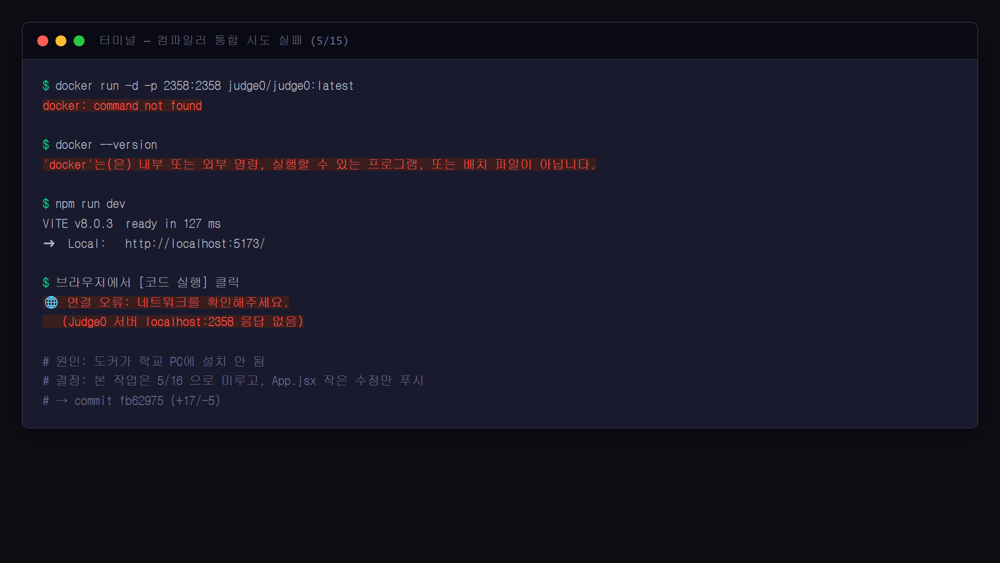 터미널 — 컴파일러 통합 시도 실패 (5/15)
$ docker run -d -p 2358:2358 judge0/judge0:latest
docker: command not found
$ docker --version
'docker'는(은) 내부 또는 외부 명령, 실행할 수 있는 프로그램, 또는 배치 파일이 아닙니다.
$ npm run dev
VITE v8.0.3  ready in 127 ms
➜  Local:   http://localhost:5173/
$ 브라우저에서 [코드 실행] 클릭
🌐 연결 오류: 네트워크를 확인해주세요.
(Judge0 서버 localhost:2358 응답 없음)
# 원인: 도커가 학교 PC에 설치 안 됨
# 결정: 본 작업은 5/16 으로 미루고, App.jsx 작은 수정만 푸시
# → commit fb62975 (+17/-5)